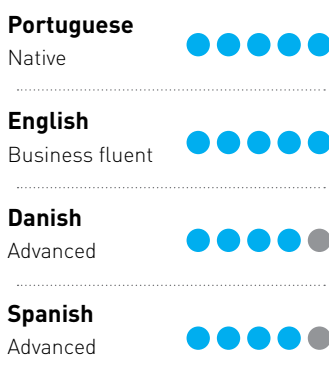 Portuguese
Native
English
Business fluent
Danish
Advanced
Spanish
Advanced